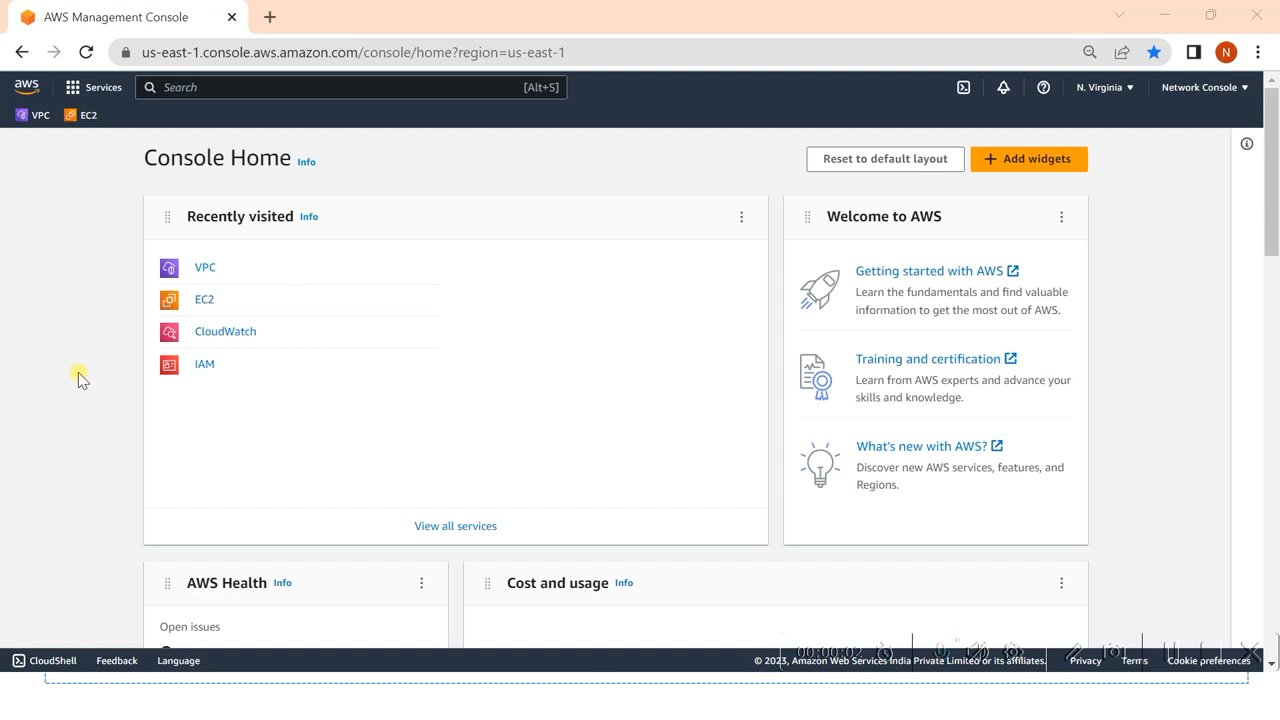 AWS Management Console
us-east-1.console.aws.amazon.com/console/home?region=us-east-1
N
aws
Services
Search
[Alt+S]
N. Virginia
Network Console
VPC
EC2
Console Home
Info
Reset to default layout
Add widgets
Recently visited
Info
VPC
EC2
CloudWatch
IAM
View all services
Welcome to AWS
Getting started with AWS
Learn the fundamentals and find valuable
information to get the most out of AWS.
Training and certification
Learn from AWS experts and advance your
skills and knowledge.
What's new with AWS?
Discover new AWS services, features, and
Regions.
AWS Health
Info
Open issues
Cost and usage
Info
CloudShell
Feedback
Language
00:00:02
© 2023, Amazon Web Services India Private Limited or its affiliates.
Privacy
Terms
Cookie preferences